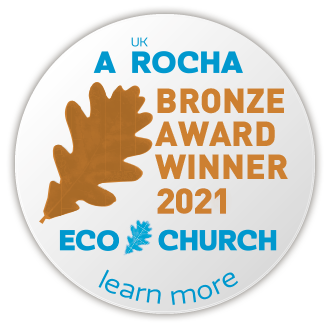 UK
A ROCHA
BRONZE
AWARD
WINNER
2021
ECO CHURCH
learn more